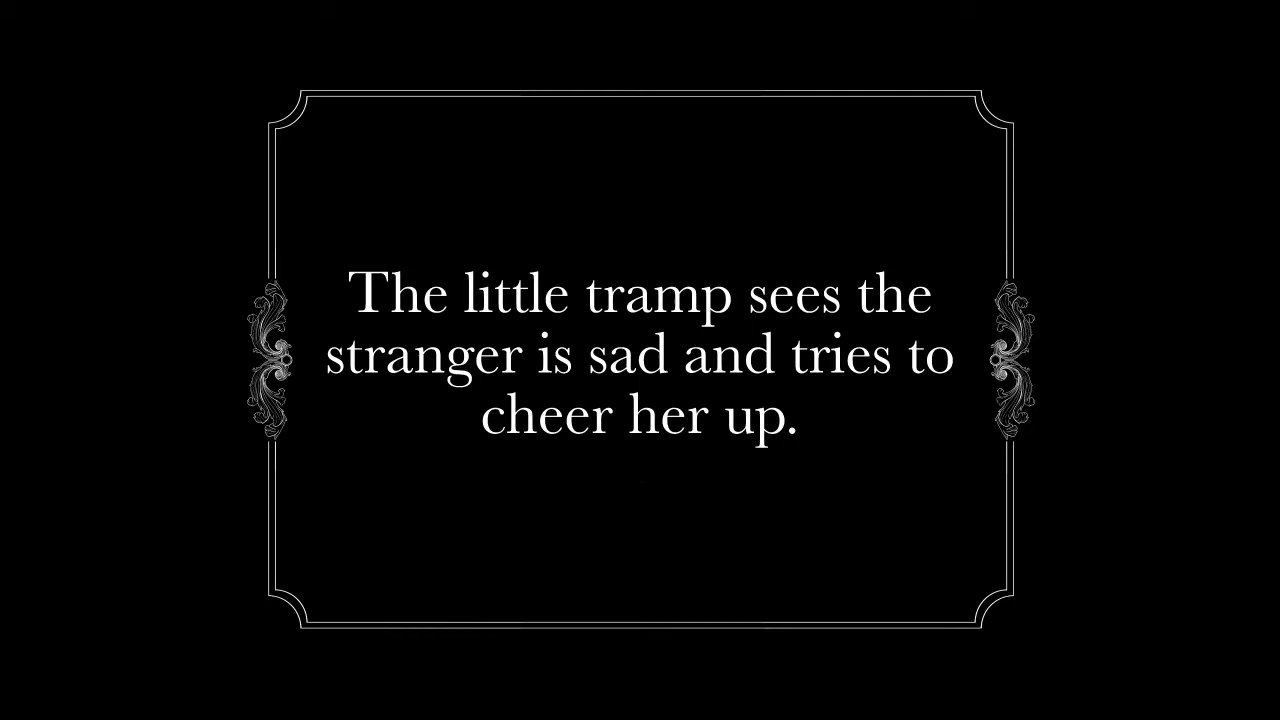 The little tramp sees the
stranger is sad and tries to
cheer her up.